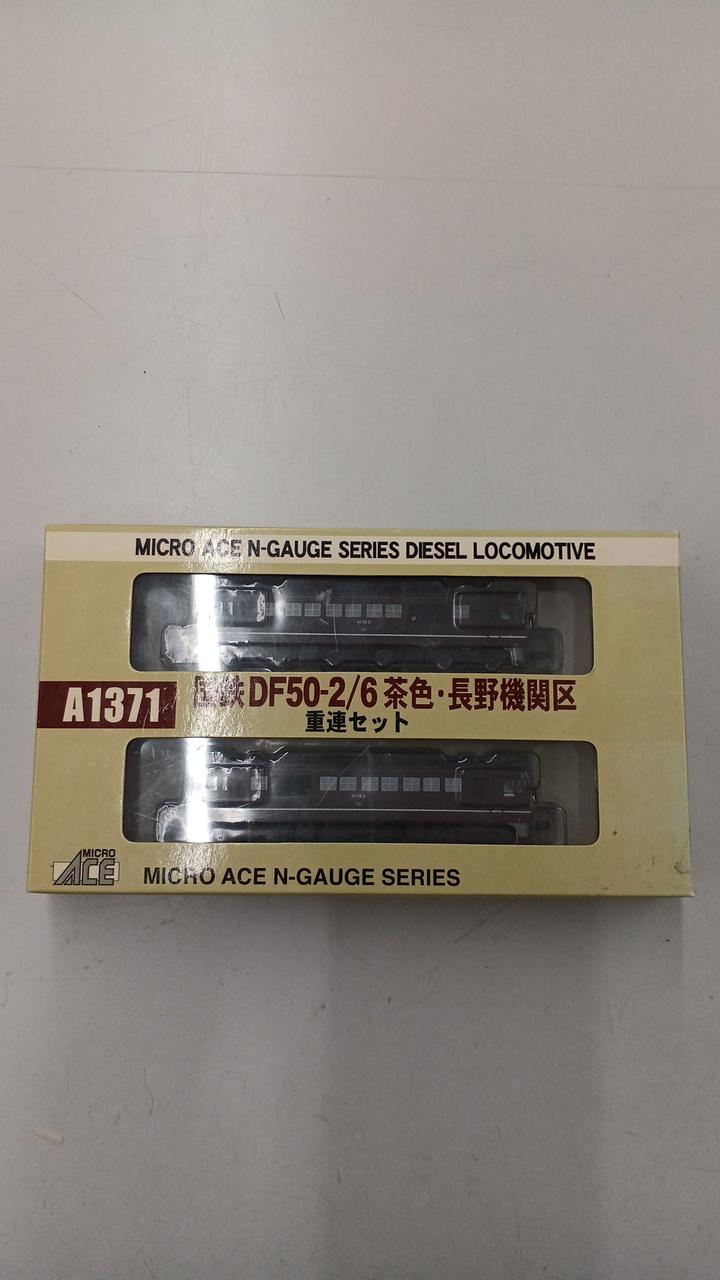 MICRO ACE N-GAUGE SERIES DIESEL LOCOMOTIVE
A1371
国鉄DF50-2/6 茶色・長野機関区
重連セット
MICRO ACE
MICRO ACE N-GAUGE SERIES